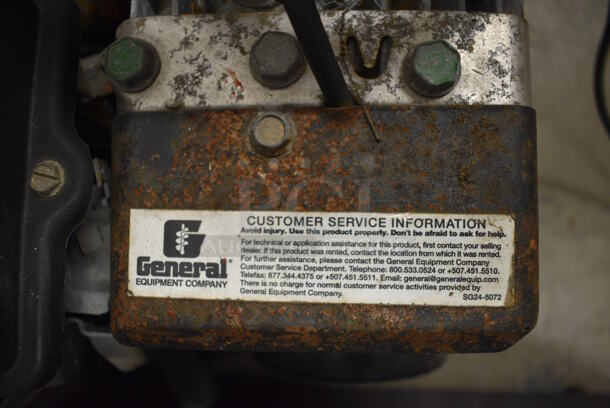 CUSTOMER SERVICE INFORMATION
Avoid injury. Use this product properly. Don't be afraid to ask for help.
For technical or application assistance for this product, first contact your selling
dealer. If this product was rented, contact the location from which it was rented.
For further assistance, please contact the General Equipment Company
Customer Service Department. Telephone: 800.533.0524 or +507.451.5510.
Telefax: 877.344.4375 or +507.451.5511. Email: general@generalequip.com
There is no charge for normal customer service activities provided by
General Equipment Company.
SG24-5072
General
EQUIPMENT COMPANY